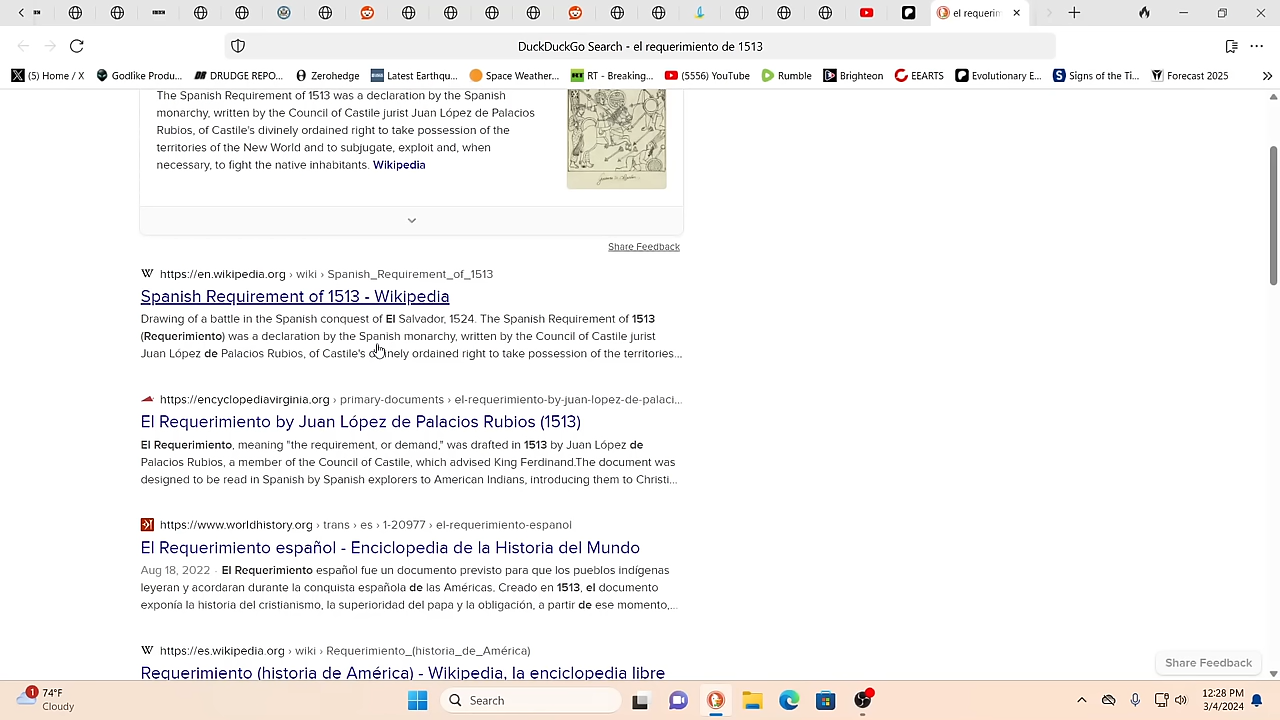 el requerim
DuckDuckGo Search - el requerimiento de 1513
(5) Home / X
Godlike Produ...
DRUDGE REPO...
Zerohedge
Latest Earthqu...
Space Weather...
RT - Breaking...
(5556) YouTube
Rumble
Brighteon
EEARTS
Evolutionary E...
Signs of the Ti...
Forecast 2025
The Spanish Requirement of 1513 was a declaration by the Spanish
monarchy, written by the Council of Castile jurist Juan López de Palacios
Rubios, of Castile's divinely ordained right to take possession of the
territories of the New World and to subjugate, exploit and, when
necessary, to fight the native inhabitants. Wikipedia
Share Feedback
https://en.wikipedia.org › wiki › Spanish_Requirement_of_1513
Spanish Requirement of 1513 - Wikipedia
Drawing of a battle in the Spanish conquest of El Salvador, 1524. The Spanish Requirement of 1513
(Requerimiento) was a declaration by the Spanish monarchy, written by the Council of Castile jurist
Juan López de Palacios Rubios, of Castile's divinely ordained right to take possession of the territories...
https://encyclopediavirginia.org › primary-documents › el-requerimiento-by-juan-lopez-de-palaci...
El Requerimiento by Juan López de Palacios Rubios (1513)
El Requerimiento, meaning "the requirement, or demand," was drafted in 1513 by Juan López de
Palacios Rubios, a member of the Council of Castile, which advised King Ferdinand.The document was
designed to be read in Spanish by Spanish explorers to American Indians, introducing them to Christi...
https://www.worldhistory.org › trans › es › 1-20977 › el-requerimiento-espanol
El Requerimiento español - Enciclopedia de la Historia del Mundo
Aug 18, 2022 · El Requerimiento español fue un documento previsto para que los pueblos indígenas
leyeran y acordaran durante la conquista española de las Américas. Creado en 1513, el documento
exponía la historia del cristianismo, la superioridad del papa y la obligación, a partir de ese momento,...
https://es.wikipedia.org › wiki › Requerimiento_(historia_de_América)
Requerimiento (historia de América) - Wikipedia, la enciclopedia libre
Share Feedback
1
74°F
Cloudy
Search
12:28 PM
3/4/2024